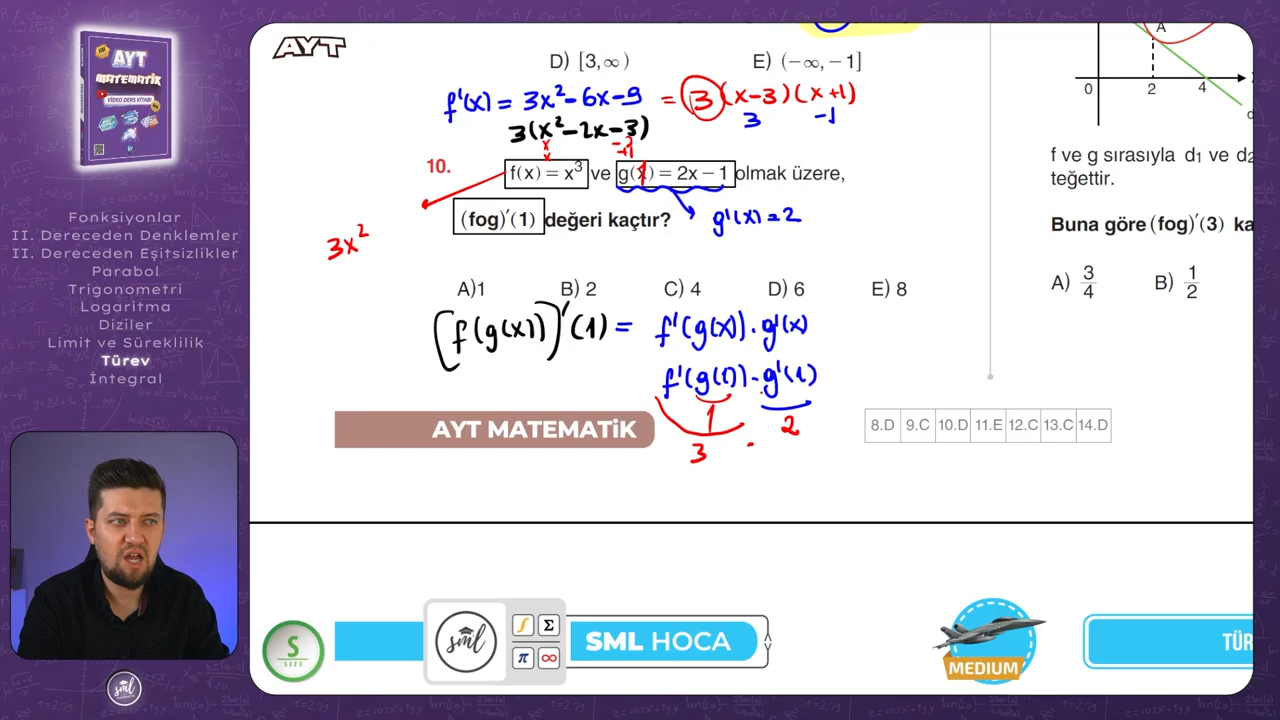 AYT
MATEMATİK
VİDEO DERS KİTABI
Fonksiyonlar
II. Dereceden Denklemler
II. Dereceden Eşitsizlikler
Parabol
Trigonometri
Logaritma
Diziler
Limit ve Süreklilik
Türev
İntegral
sml
AYT
D) [3, ∞)
E) (−∞, −1]
f'(x) = 3x² − 6x − 9 = 3(x−3)(x+1)
3 −1
3(x² − 2x − 3)
x −3
x +1
10. f(x) = x³ ve g(x) = 2x − 1 olmak üzere,
g'(x) = 2
(fog)′(1) değeri kaçtır?
3x²
A)1 B) 2 C) 4 D) 6 E) 8
(f(g(x)))'(1) = f'(g(x)) · g'(x)
f'(g(1)) · g'(1)
1 2
3 ·
AYT MATEMATİK
8.D 9.C 10.D 11.E 12.C 13.C 14.D
A
0 2 4
f ve g sırasıyla d1 ve d2
teğettir.
Buna göre (fog)′(3) ka
A) 3/4 B) 1/2
S
SIZE
sml
∫ Σ
π ∞
SML HOCA
MEDIUM
TÜR